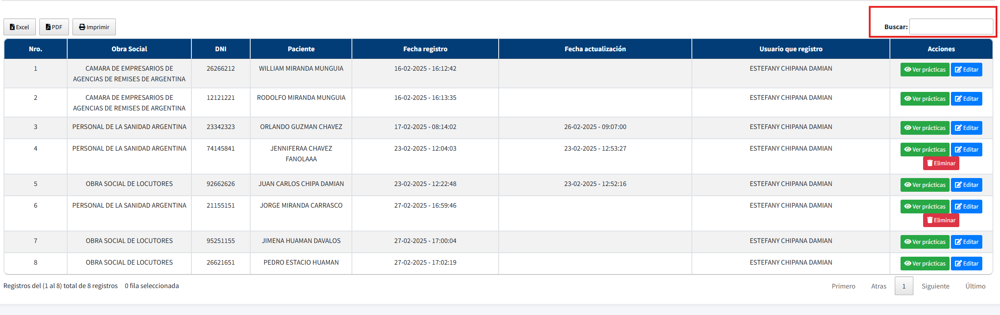 Excel PDF Imprimir Buscar:
Nro. Obra Social DNI Paciente Fecha registro Fecha actualización Usuario que registro Acciones
1 CAMARA DE EMPRESARIOS DE 26266212 WILLIAM MIRANDA MUNGUIA 16-02-2025 - 16:12:42 ESTEFANY CHIPANA DAMIAN Ver prácticas Editar
AGENCIAS DE REMISES DE ARGENTINA
2 CAMARA DE EMPRESARIOS DE 12121221 RODOLFO MIRANDA MUNGUIA 16-02-2025 - 16:13:35 ESTEFANY CHIPANA DAMIAN Ver prácticas Editar
AGENCIAS DE REMISES DE ARGENTINA
3 PERSONAL DE LA SANIDAD ARGENTINA 23342323 ORLANDO GUZMAN CHAVEZ 17-02-2025 - 08:14:02 26-02-2025 - 09:07:00 ESTEFANY CHIPANA DAMIAN Ver prácticas Editar
4 PERSONAL DE LA SANIDAD ARGENTINA 74145841 JENNIFERAA CHAVEZ 23-02-2025 - 12:04:03 23-02-2025 - 12:53:27 ESTEFANY CHIPANA DAMIAN Ver prácticas Editar
FANOLAAA Eliminar
5 OBRA SOCIAL DE LOCUTORES 92662626 JUAN CARLOS CHIPA DAMIAN 23-02-2025 - 12:22:48 23-02-2025 - 12:52:16 ESTEFANY CHIPANA DAMIAN Ver prácticas Editar
6 PERSONAL DE LA SANIDAD ARGENTINA 21155151 JORGE MIRANDA CARRASCO 27-02-2025 - 16:59:46 ESTEFANY CHIPANA DAMIAN Ver prácticas Editar
Eliminar
7 OBRA SOCIAL DE LOCUTORES 95251155 JIMENA HUAMAN DAVALOS 27-02-2025 - 17:00:04 ESTEFANY CHIPANA DAMIAN Ver prácticas Editar
8 OBRA SOCIAL DE LOCUTORES 26621651 PEDRO ESTACIO HUAMAN 27-02-2025 - 17:02:19 ESTEFANY CHIPANA DAMIAN Ver prácticas Editar
Registros del (1 al 8) total de 8 registros 0 fila seleccionada Primero Atras 1 Siguiente Último